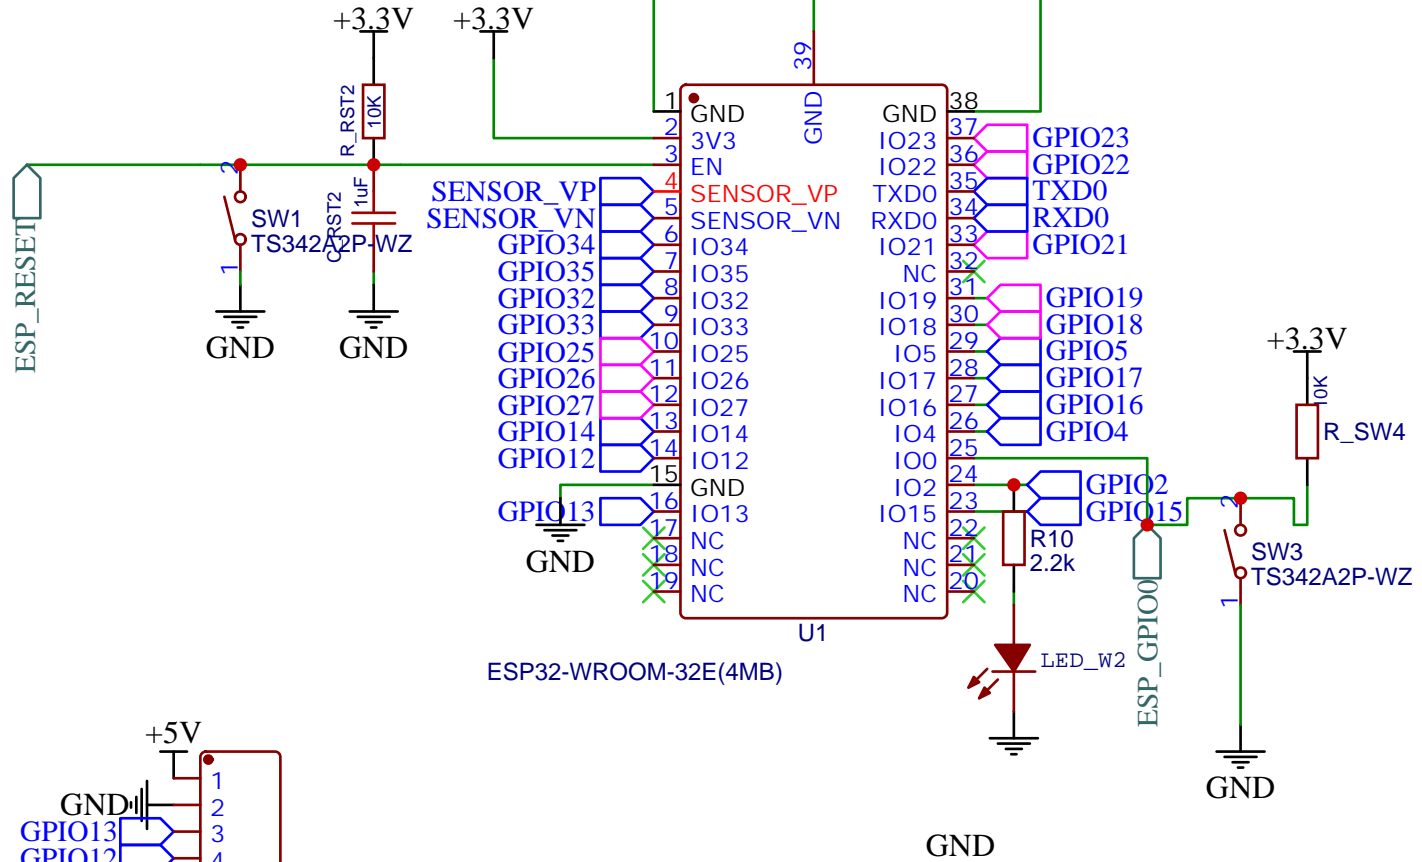 +3.3V
+3.3V
R_RST2
10K
39
GND
1
GND
2
3V3
3
EN
4
SENSOR_VP
5
SENSOR_VN
6
IO34
7
IO35
8
IO32
9
IO33
10
IO25
11
IO26
12
IO27
13
IO14
14
IO12
15
GND
16
IO13
17
NC
18
NC
19
NC
38
GND
37
IO23
36
IO22
35
TXD0
34
RXD0
33
IO21
32
NC
31
IO19
30
IO18
29
IO5
28
IO17
27
IO16
26
IO4
25
IO0
24
IO2
23
IO15
22
NC
21
NC
20
NC
SENSOR_VP
SENSOR_VN
GPIO34
GPIO35
GPIO32
GPIO33
GPIO25
GPIO26
GPIO27
GPIO14
GPIO12
GPIO13
GND
GPIO23
GPIO22
TXD0
RXD0
GPIO21
GPIO19
GPIO18
GPIO5
GPIO17
GPIO16
GPIO4
GPIO2
GPIO15
ESP_RESET
2
SW1
TS342A2P-WZ
1
GND
1uF
C_RST2
GND
U1
ESP32-WROOM-32E(4MB)
R10
2.2k
LED_W2
ESP_GPIO0
+3.3V
10K
R_SW4
2
SW3
TS342A2P-WZ
1
GND
GND
+5V
1
GND
2
GPIO13
3
GPIO12
4